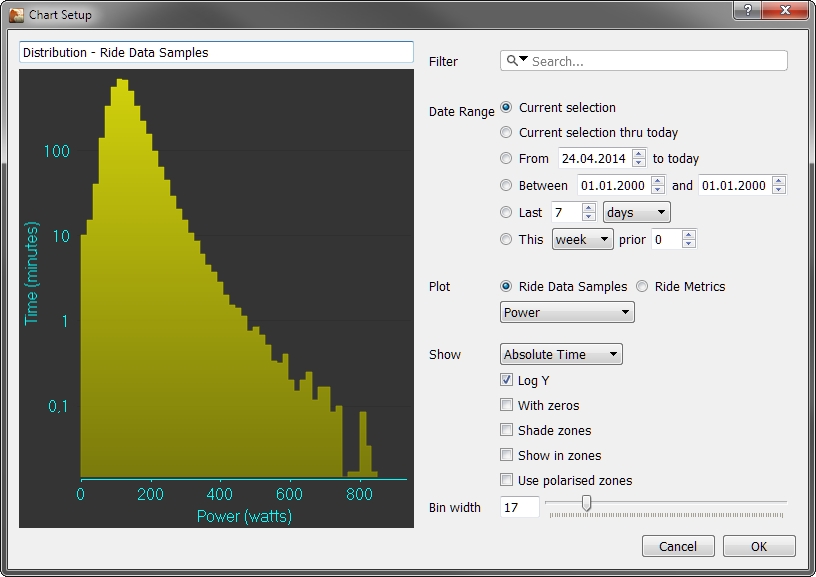 Chart Setup
?
Distribution - Ride Data Samples
Time (minutes)
100
10
1
0,1
0 200 400 600 800
Power (watts)
Filter Search...
Date Range Current selection
Current selection thru today
From 24.04.2014 to today
Between 01.01.2000 and 01.01.2000
Last 7 days
This week prior 0
Plot Ride Data Samples Ride Metrics
Power
Show Absolute Time
Log Y
With zeros
Shade zones
Show in zones
Use polarised zones
Bin width 17
Cancel OK